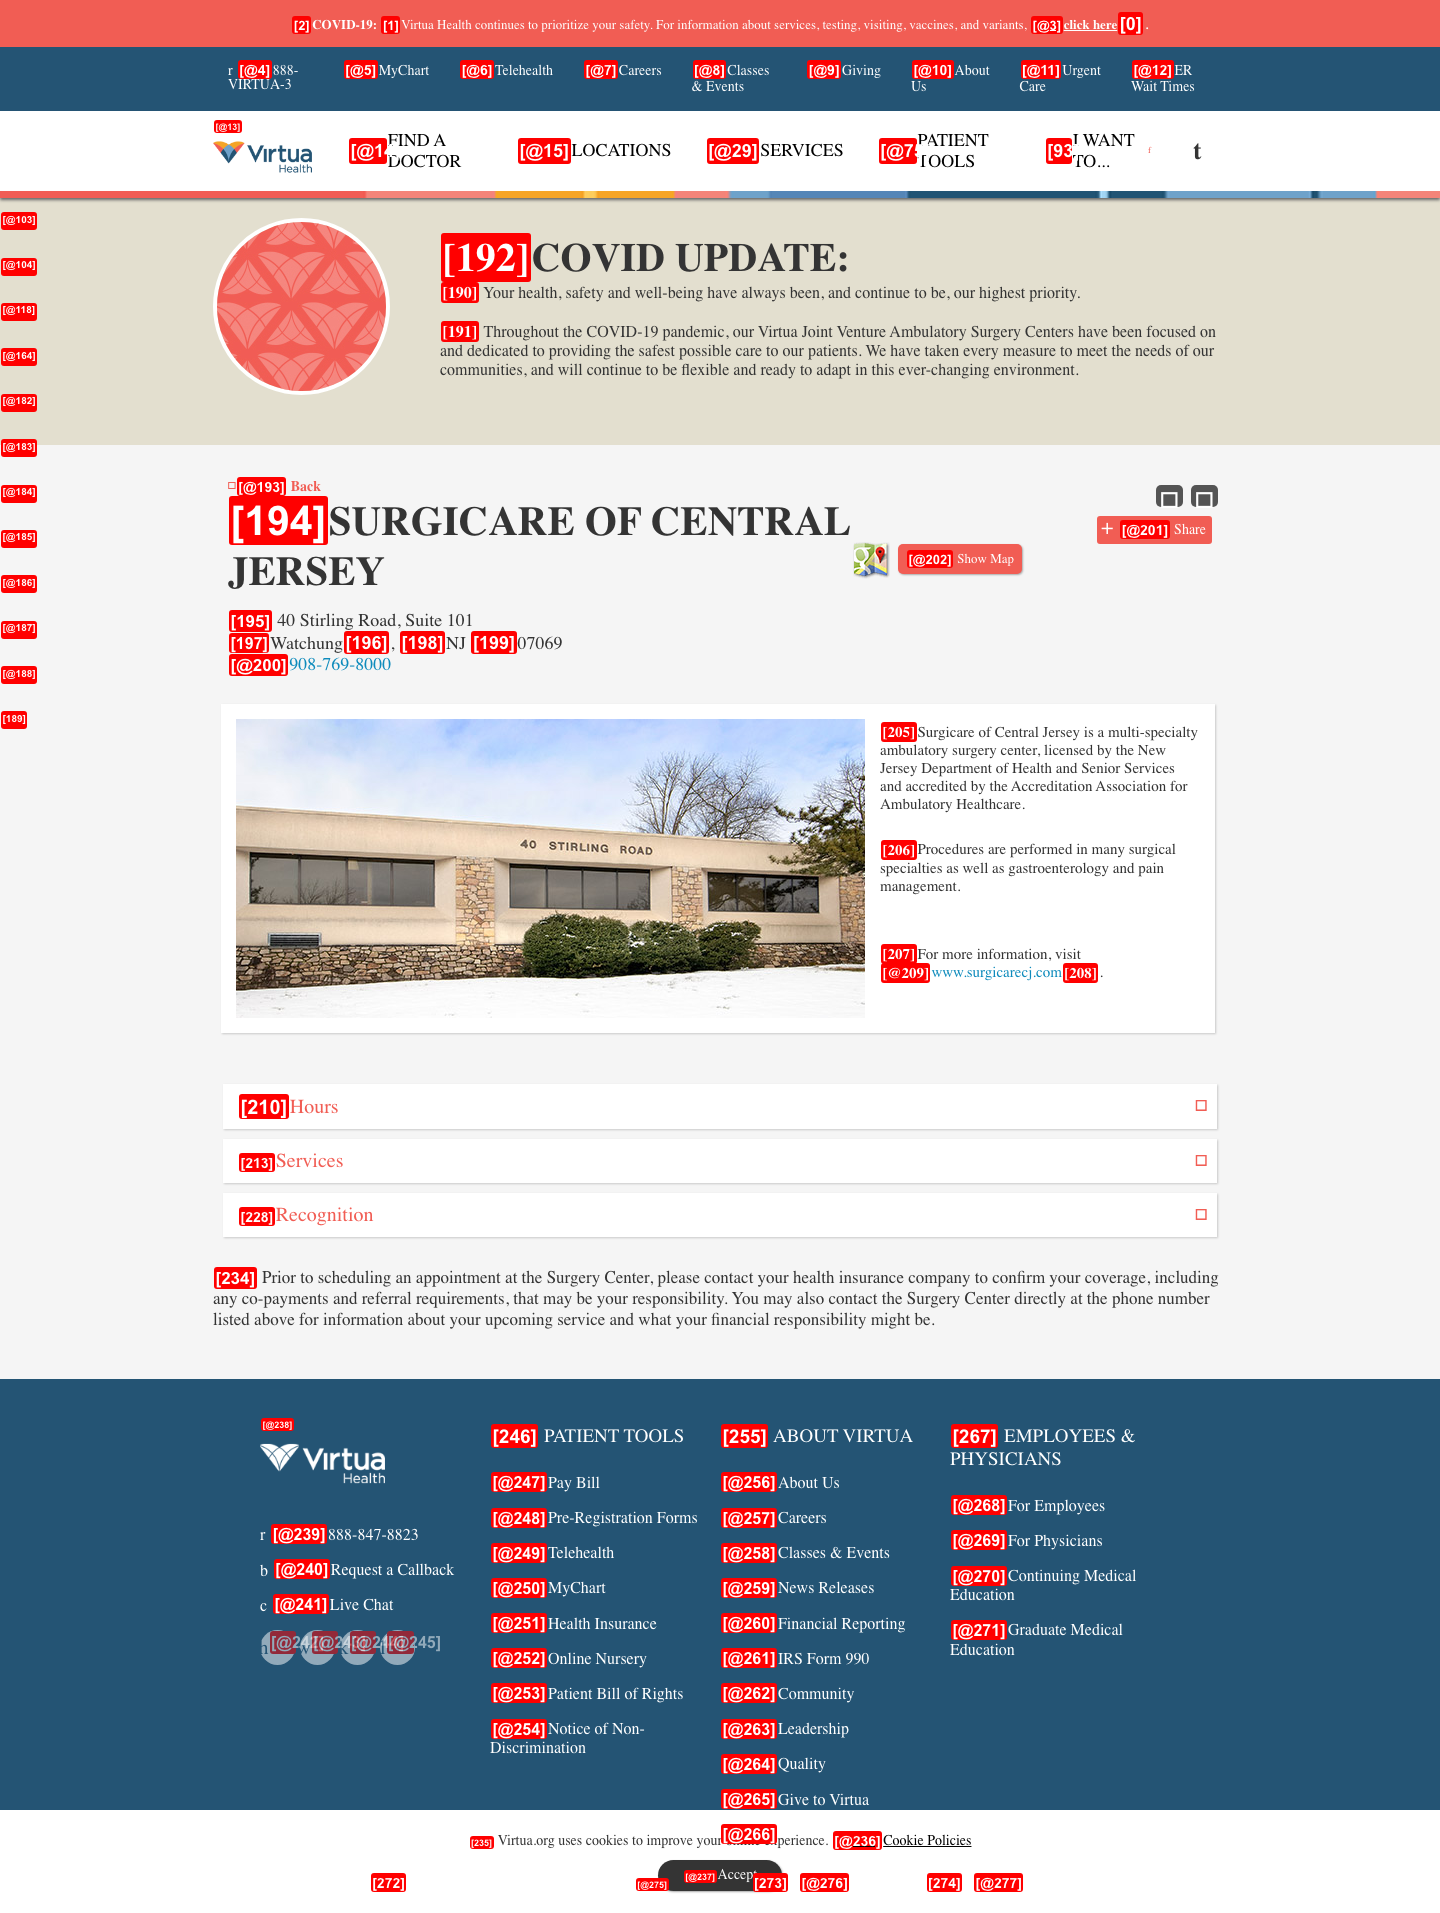 [2] COVID-19: [1] Virtua Health continues to prioritize your safety. For information about services, testing, visiting, vaccines, and variants, [@3] click here [0] .
r [@4] 888-VIRTUA-3
[@5] MyChart
[@6] Telehealth
[@7] Careers
[@8] Classes & Events
[@9] Giving
[@10] About Us
[@11] Urgent Care
[@12] ER Wait Times
[@13]
Virtua Health
[@14 FIND A DOCTOR
[@15] LOCATIONS
[@29] SERVICES
[@75 PATIENT TOOLS
[93 I WANT TO...
f
t
[@103]
[@104]
[@118]
[@164]
[@182]
[@183]
[@184]
[@185]
[@186]
[@187]
[@188]
[189]
[192] COVID UPDATE:
[190] Your health, safety and well-being have always been, and continue to be, our highest priority.
[191] Throughout the COVID-19 pandemic, our Virtua Joint Venture Ambulatory Surgery Centers have been focused on
and dedicated to providing the safest possible care to our patients. We have taken every measure to meet the needs of our
communities, and will continue to be flexible and ready to adapt in this ever-changing environment.
[@193] Back
[194] SURGICARE OF CENTRAL
JERSEY
[@201] Share
[@202] Show Map
[195] 40 Stirling Road, Suite 101
[197] Watchung [196] , [198] NJ [199] 07069
[@200] 908-769-8000
40 STIRLING ROAD
[205] Surgicare of Central Jersey is a multi-specialty
ambulatory surgery center, licensed by the New
Jersey Department of Health and Senior Services
and accredited by the Accreditation Association for
Ambulatory Healthcare.
[206] Procedures are performed in many surgical
specialties as well as gastroenterology and pain
management.
[207] For more information, visit
[@209] www.surgicarecj.com [208] .
[210] Hours
[213] Services
[228] Recognition
[234] Prior to scheduling an appointment at the Surgery Center, please contact your health insurance company to confirm your coverage, including
any co-payments and referral requirements, that may be your responsibility. You may also contact the Surgery Center directly at the phone number
listed above for information about your upcoming service and what your financial responsibility might be.
[@238]
Virtua Health
r [@239] 888-847-8823
b [@240] Request a Callback
c [@241] Live Chat
[@245]
[246] PATIENT TOOLS
[@247] Pay Bill
[@248] Pre-Registration Forms
[@249] Telehealth
[@250] MyChart
[@251] Health Insurance
[@252] Online Nursery
[@253] Patient Bill of Rights
[@254] Notice of Non-
Discrimination
[255] ABOUT VIRTUA
[@256] About Us
[@257] Careers
[@258] Classes & Events
[@259] News Releases
[@260] Financial Reporting
[@261] IRS Form 990
[@262] Community
[@263] Leadership
[@264] Quality
[@265] Give to Virtua
[@266]
[267] EMPLOYEES &
PHYSICIANS
[@268] For Employees
[@269] For Physicians
[@270] Continuing Medical
Education
[@271] Graduate Medical
Education
[235] Virtua.org uses cookies to improve your experience. [@236] Cookie Policies
[272]
[@275]
[@237] Accept
[273]
[@276]
[274]
[@277]